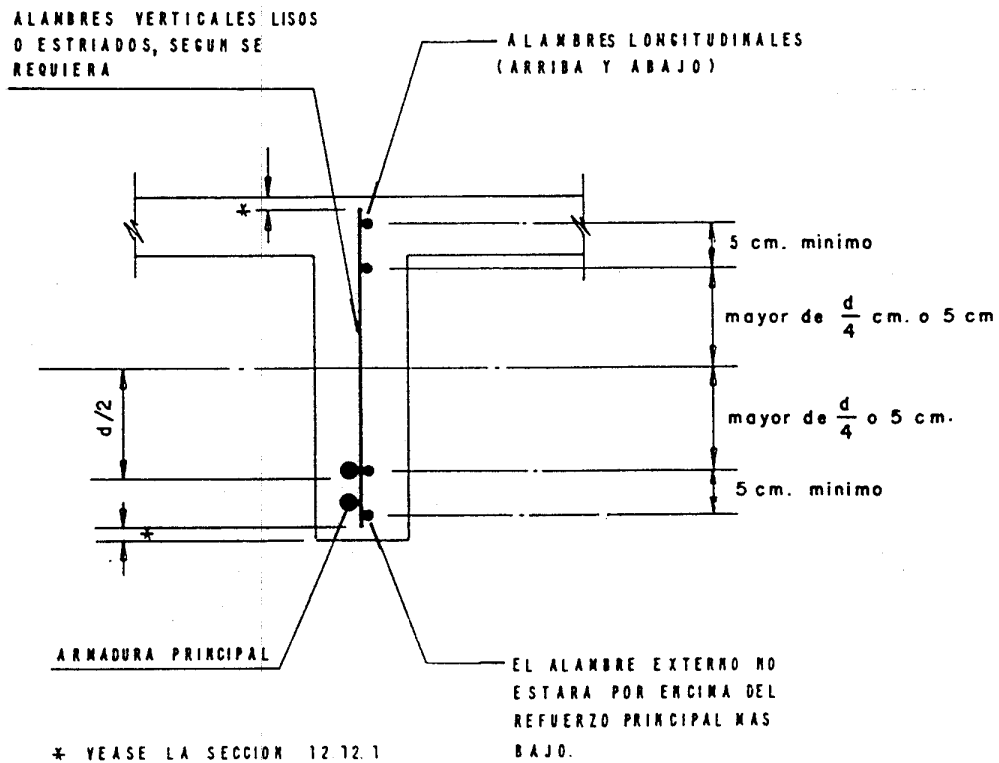 ALAMBRES VERTICALES LISOS
O ESTRIADOS, SEGUN SE
REQUIERA
ALAMBRES LONGITUDINALES
(ARRIBA Y ABAJO)
*
5 cm. minimo
mayor de d/4 cm. o 5 cm
d/2
mayor de d/4 o 5 cm.
5 cm. minimo
*
ARMADURA PRINCIPAL
EL ALAMBRE EXTERNO NO
ESTARA POR ENCIMA DEL
REFUERZO PRINCIPAL MAS
BAJO.
* VEASE LA SECCION 12.12.1